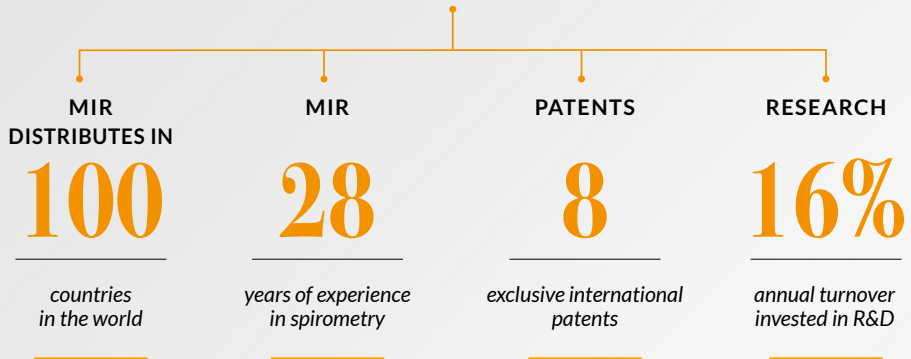 MIR
DISTRIBUTES IN
100
countries
in the world
MIR
28
years of experience
in spirometry
PATENTS
8
exclusive international
patents
RESEARCH
16%
annual turnover
invested in R&D